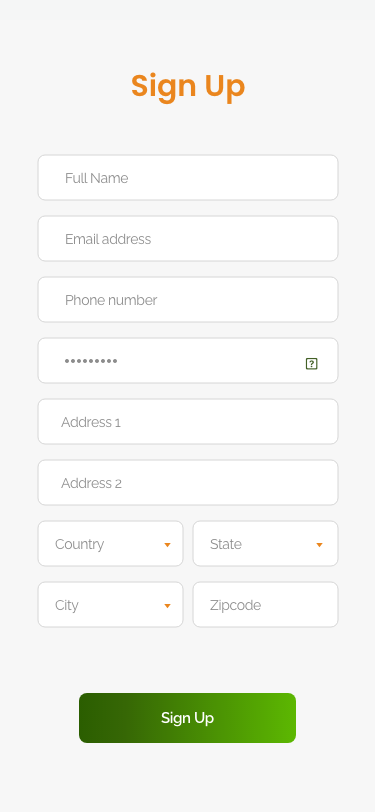 Sign Up
Full Name
Email address
Phone number
•••••••••
Address 1
Address 2
Country State
City Zipcode
Sign Up